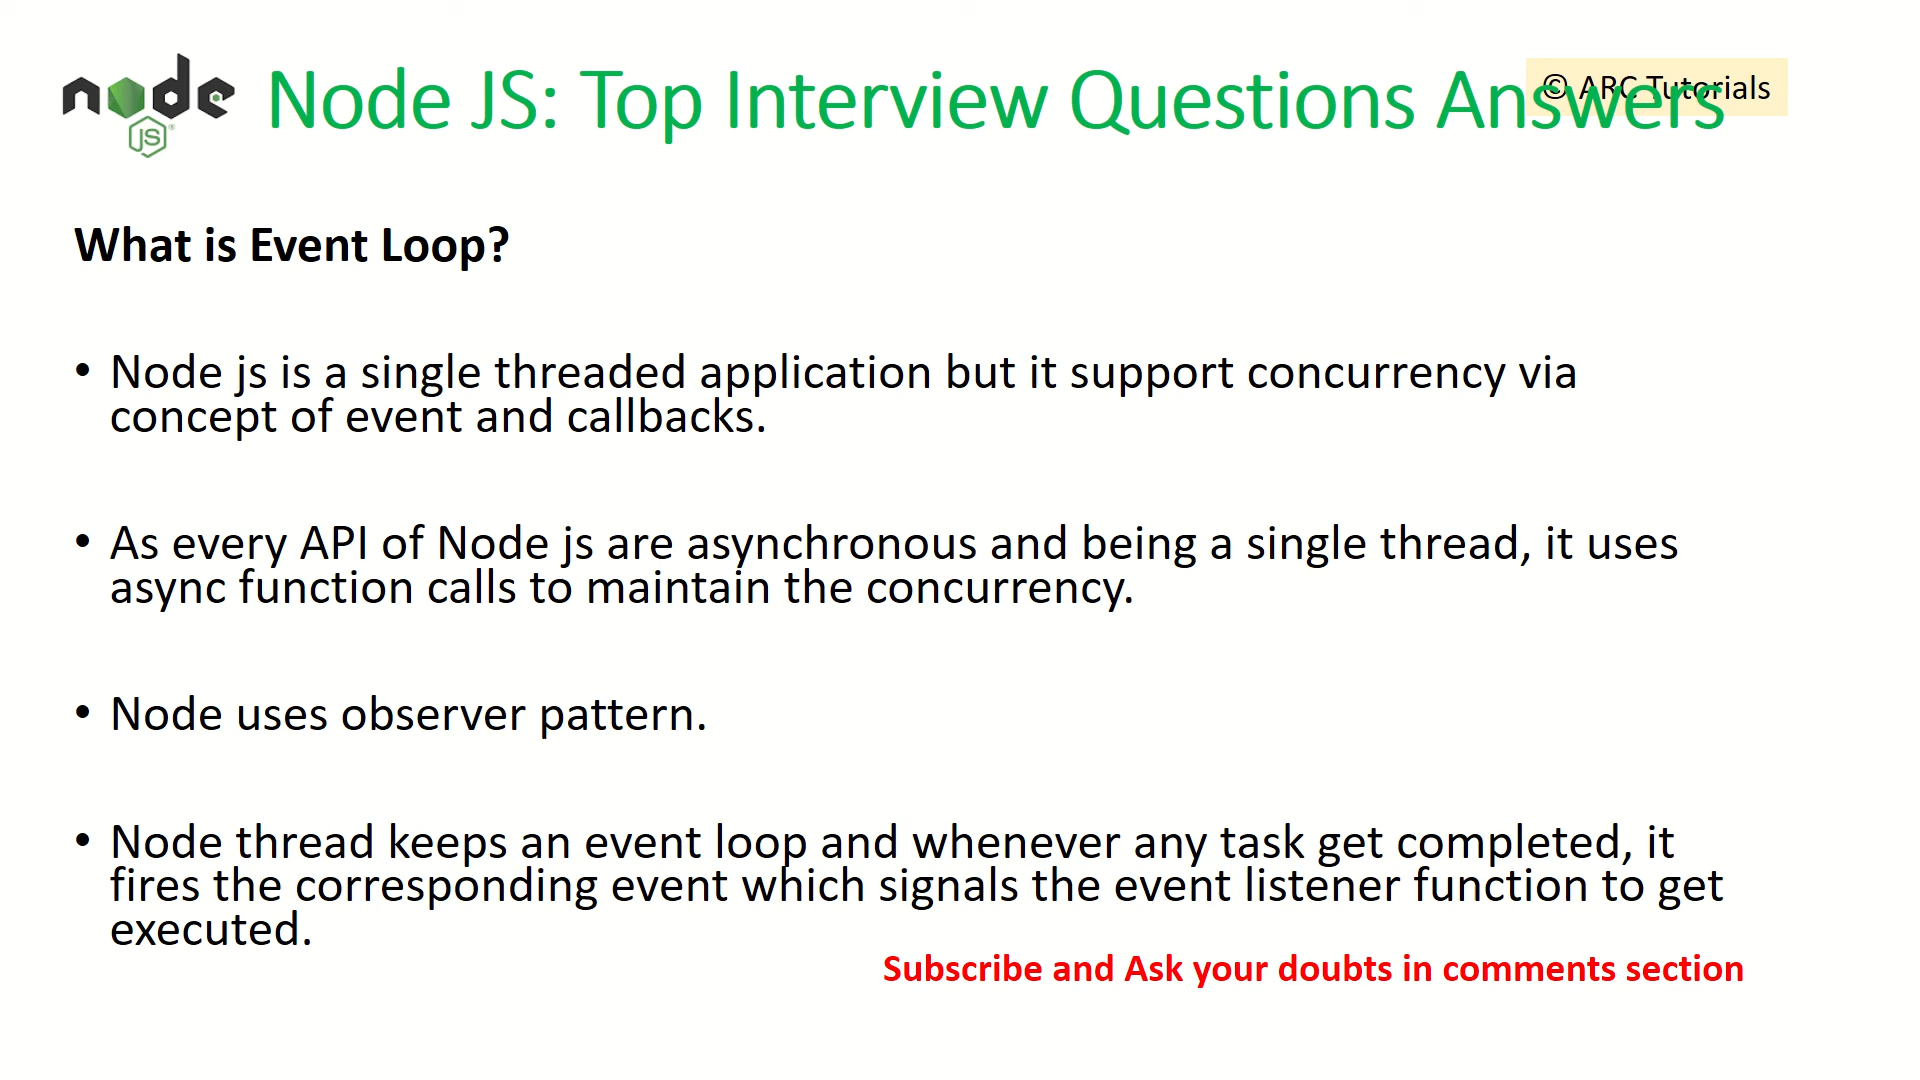 node
JS
Node JS: Top Interview Questions Answers
© ARC Tutorials
What is Event Loop?
• Node js is a single threaded application but it support concurrency via
concept of event and callbacks.
• As every API of Node js are asynchronous and being a single thread, it uses
async function calls to maintain the concurrency.
• Node uses observer pattern.
• Node thread keeps an event loop and whenever any task get completed, it
fires the corresponding event which signals the event listener function to get
executed.
Subscribe and Ask your doubts in comments section